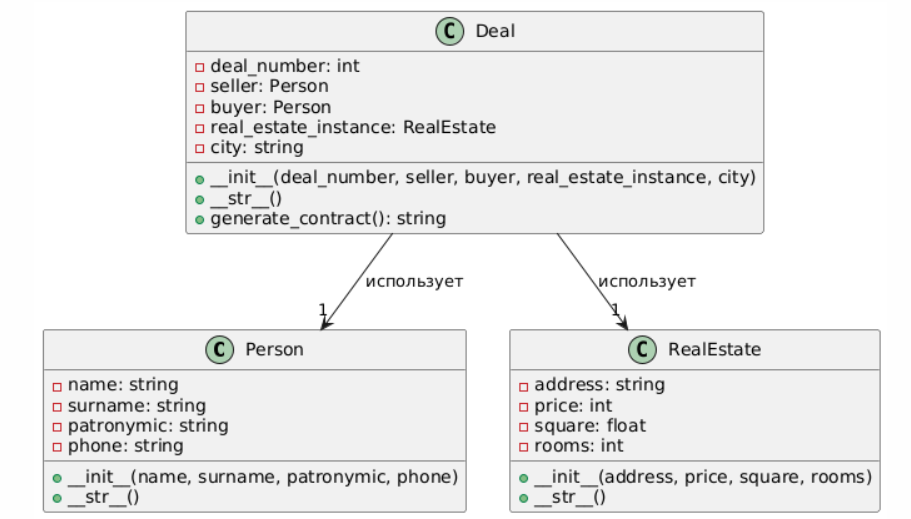 C Deal
deal_number: int
seller: Person
buyer: Person
real_estate_instance: RealEstate
city: string
__init__(deal_number, seller, buyer, real_estate_instance, city)
__str__()
generate_contract(): string
использует
использует
1
1
C Person
name: string
surname: string
patronymic: string
phone: string
__init__(name, surname, patronymic, phone)
__str__()
C RealEstate
address: string
price: int
square: float
rooms: int
__init__(address, price, square, rooms)
__str__()